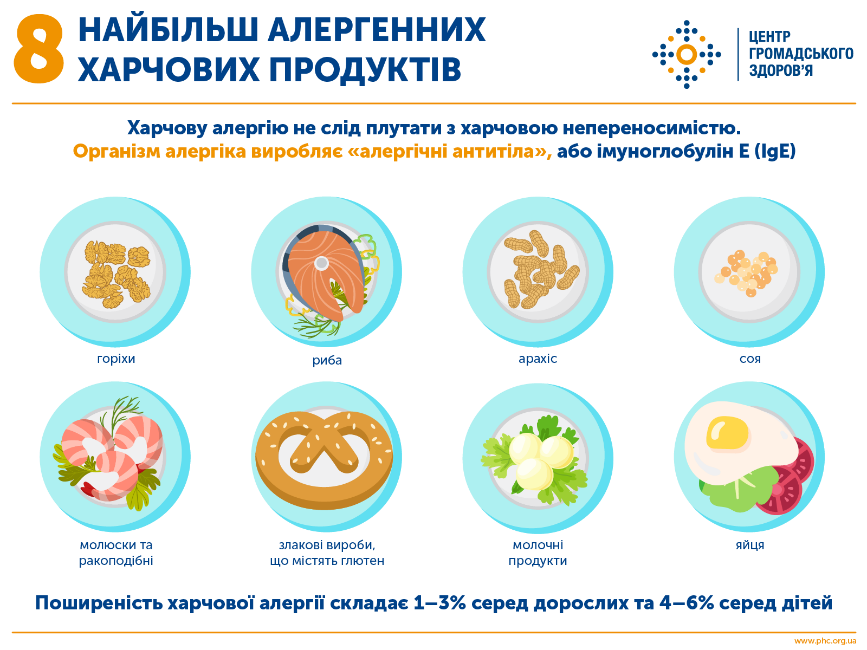 8 НАЙБІЛЬШ АЛЕРГЕННИХ
ХАРЧОВИХ ПРОДУКТІВ
ЦЕНТР
ГРОМАДСЬКОГО
ЗДОРОВ'Я
Харчову алергію не слід плутати з харчовою непереносимістю.
Організм алергіка виробляє «алергічні антитіла», або імуноглобулін Е (IgE)
горіхи
риба
арахіс
соя
молюски та
ракоподібні
злакові вироби,
що містять глютен
молочні
продукти
яйця
Поширеність харчової алергії складає 1–3% серед дорослих та 4–6% серед дітей
www.phc.org.ua